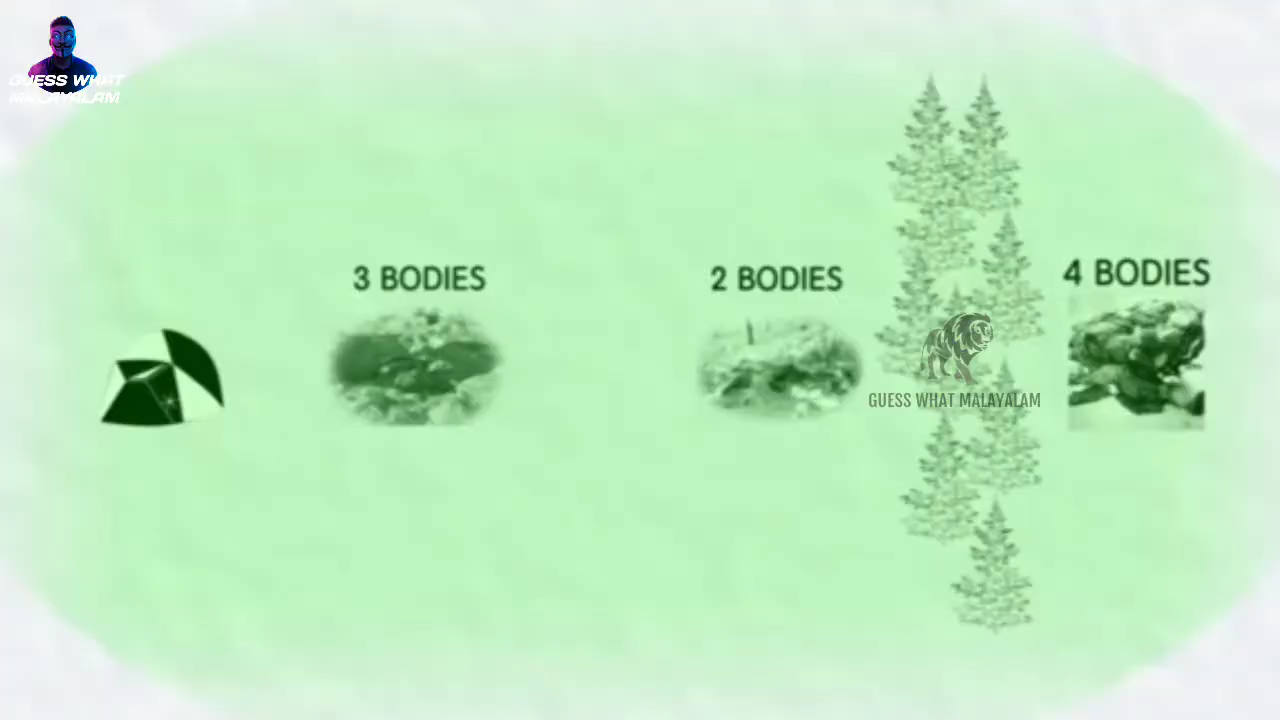 GUESS WHAT
MALAYALAM
3 BODIES
2 BODIES
4 BODIES
GUESS WHAT MALAYALAM